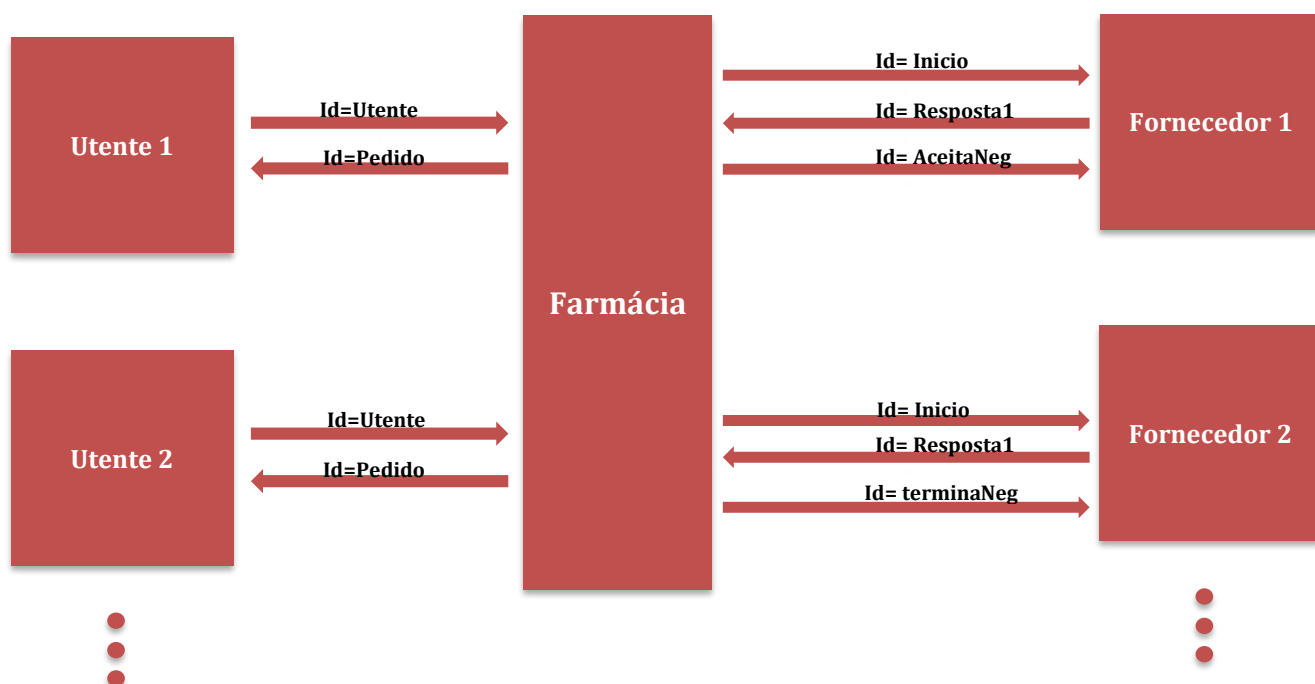 Utente 1
Id=Utente
Id=Pedido
Farmácia
Id= Inicio
Id= Resposta1
Id= AceitaNeg
Fornecedor 1
Utente 2
Id=Utente
Id=Pedido
Id= Inicio
Id= Resposta1
Id= terminaNeg
Fornecedor 2